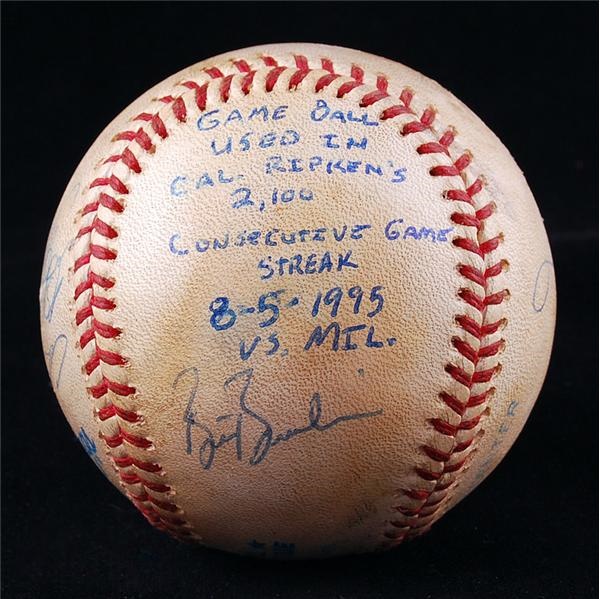 GAME BALL
USED IN
CAL. RIPKEN'S
2,100
CONSECUTIVE GAME
STREAK
8-5-1995
VS. MIL.